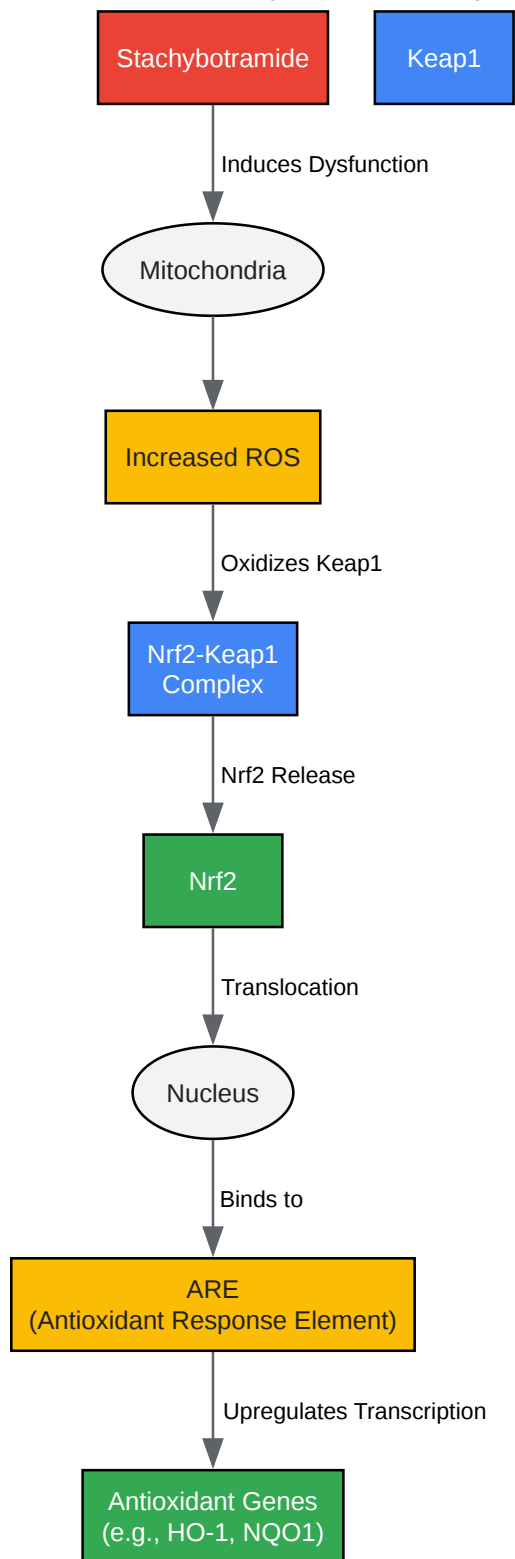 Stachybotramide
Keap1
Induces Dysfunction
Mitochondria
Increased ROS
Oxidizes Keap1
Nrf2-Keap1
Complex
Nrf2 Release
Nrf2
Translocation
Nucleus
Binds to
ARE
(Antioxidant Response Element)
Upregulates Transcription
Antioxidant Genes
(e.g., HO-1, NQO1)